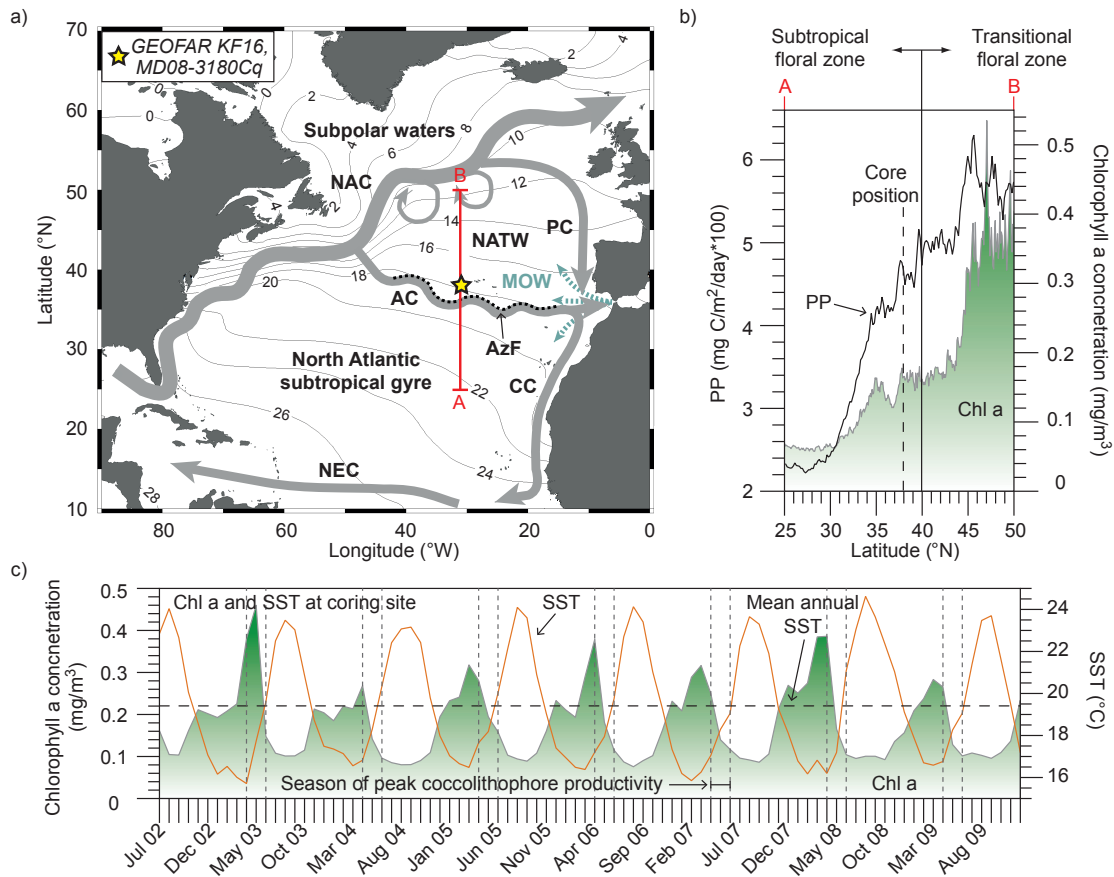 a)
GEOFAR KF16,
MD08-3180Cq
Subpolar waters
NAC
NATW
PC
MOW
AC
AzF
CC
North Atlantic
subtropical gyre
NEC
A
B
0
2
4
6
8
10
12
14
16
18
20
22
24
26
28
70
60
50
40
30
20
10
Latitude (°N)
80
60
40
20
0
Longitude (°W)
b)
Subtropical
floral zone
Transitional
floral zone
A
B
Core
position
PP
Chl a
PP (mg C/m²/day*100)
6
5
4
3
2
Chlorophyll a concnetration (mg/m³)
0.5
0.4
0.3
0.2
0.1
0
25 30 35 40 45 50
Latitude (°N)
c)
Chl a and SST at coring site
SST
Mean annual
SST
Season of peak coccolithophore productivity
Chl a
Chlorophyll a concnetration
(mg/m³)
0.5
0.4
0.3
0.2
0.1
0
SST (°C)
24
22
20
18
16
Jul 02
Dec 02
May 03
Oct 03
Mar 04
Aug 04
Jan 05
Jun 05
Nov 05
Apr 06
Sep 06
Feb 07
Jul 07
Dec 07
May 08
Oct 08
Mar 09
Aug 09